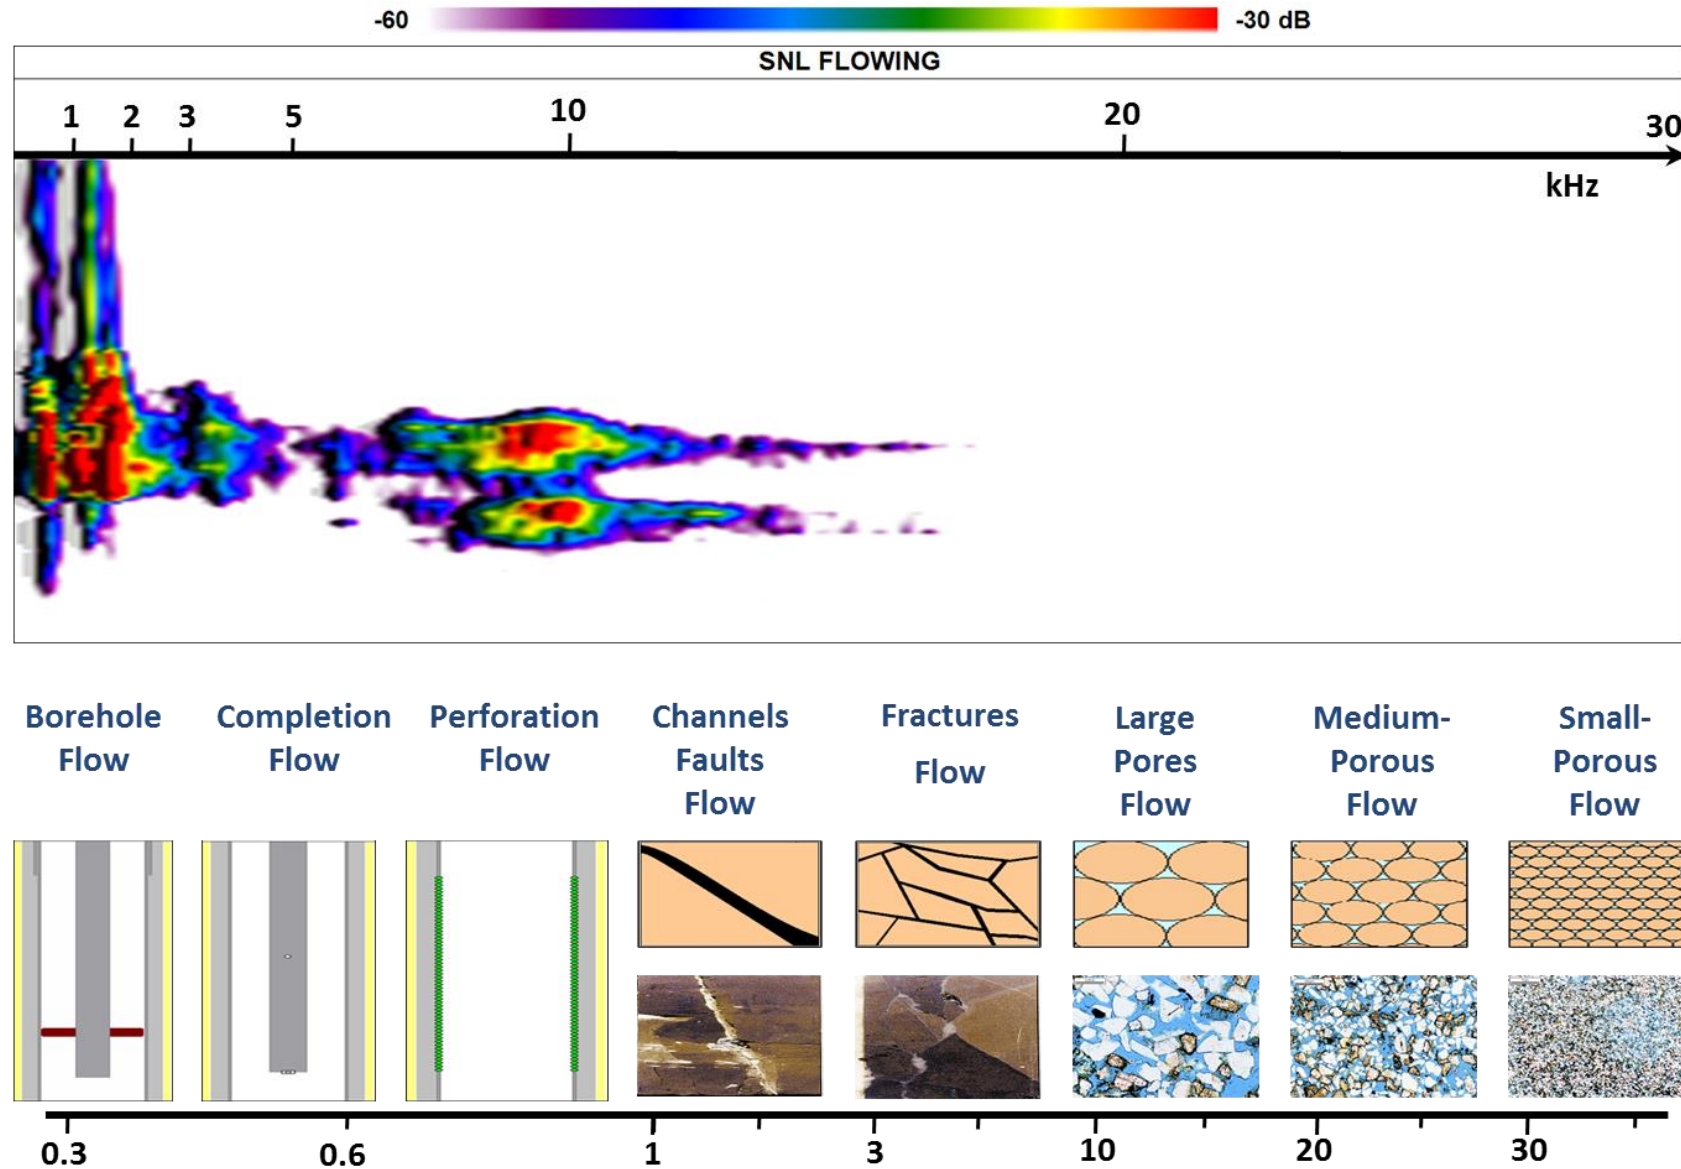 -60 -30 dB
SNL FLOWING
1 2 3 5 10 20 30
kHz
Borehole Completion Perforation Channels Fractures Large Medium- Small-
Flow Flow Flow Faults Flow Pores Porous Porous
Flow Flow Flow Flow
0.3 0.6 1 3 10 20 30